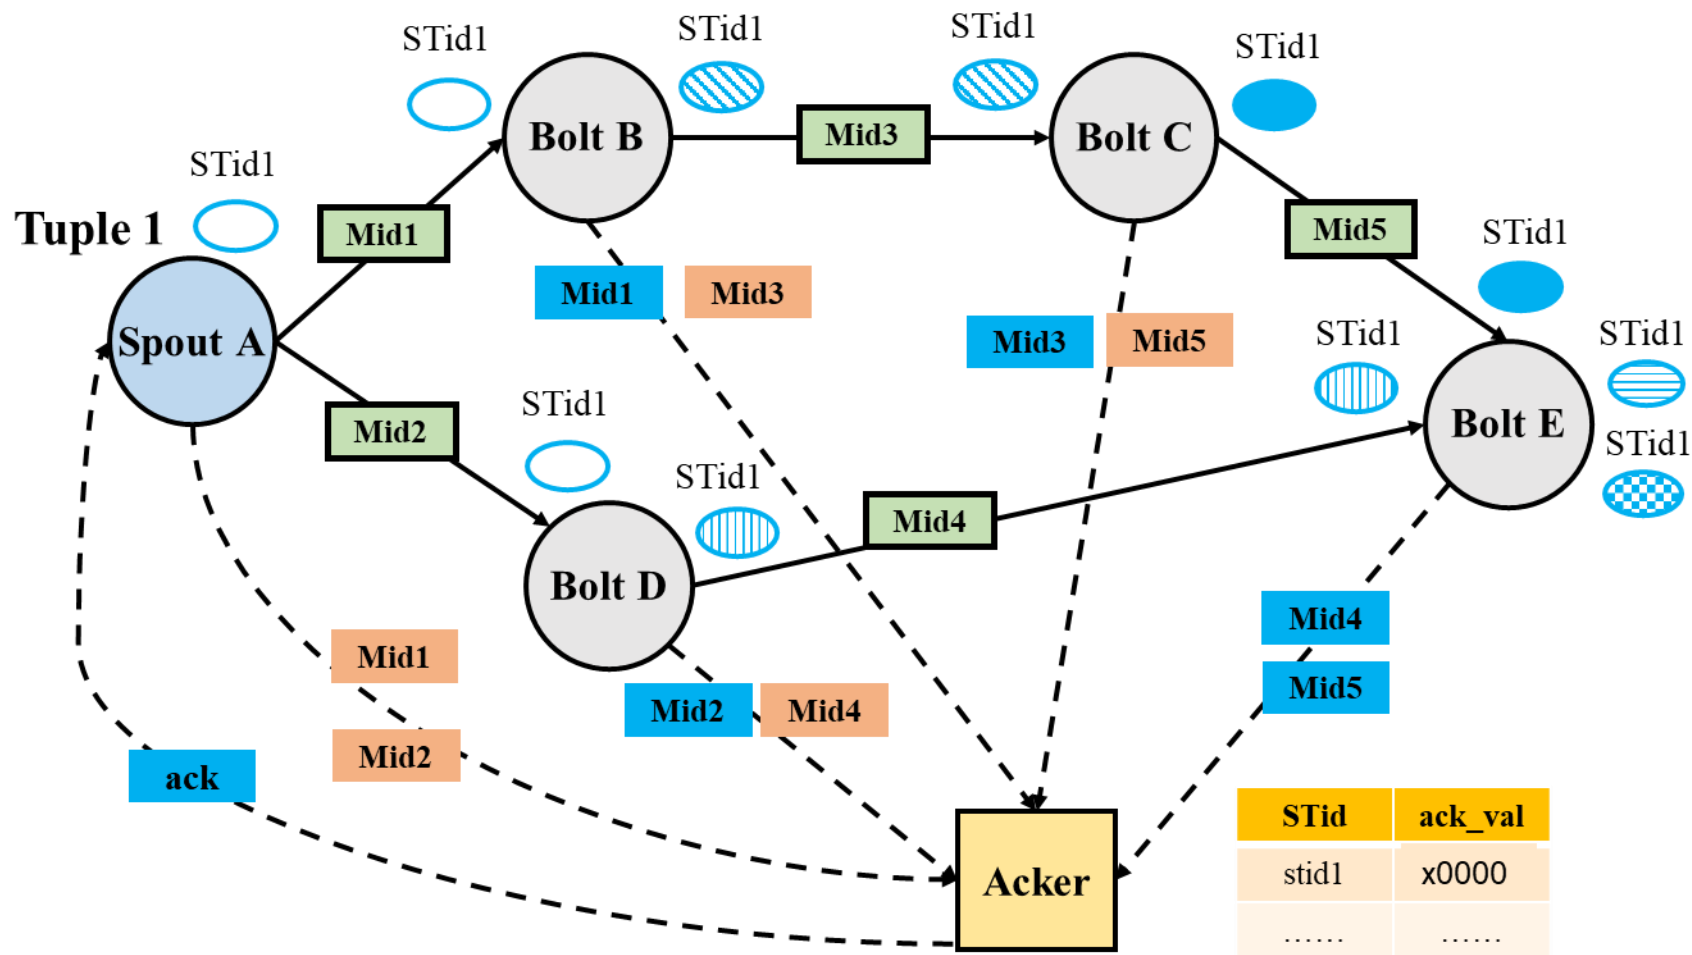 STid1
STid1
STid1
STid1
Bolt B
Mid3
Bolt C
STid1
Tuple 1
Mid1
Mid5
STid1
Mid1
Mid3
Spout A
Mid3
Mid5
STid1
STid1
Mid2
STid1
Bolt E
STid1
STid1
Mid4
Bolt D
Mid4
Mid1
Mid5
Mid2
Mid4
Mid2
ack
Acker
STid ack_val
stid1 x0000
...... ......